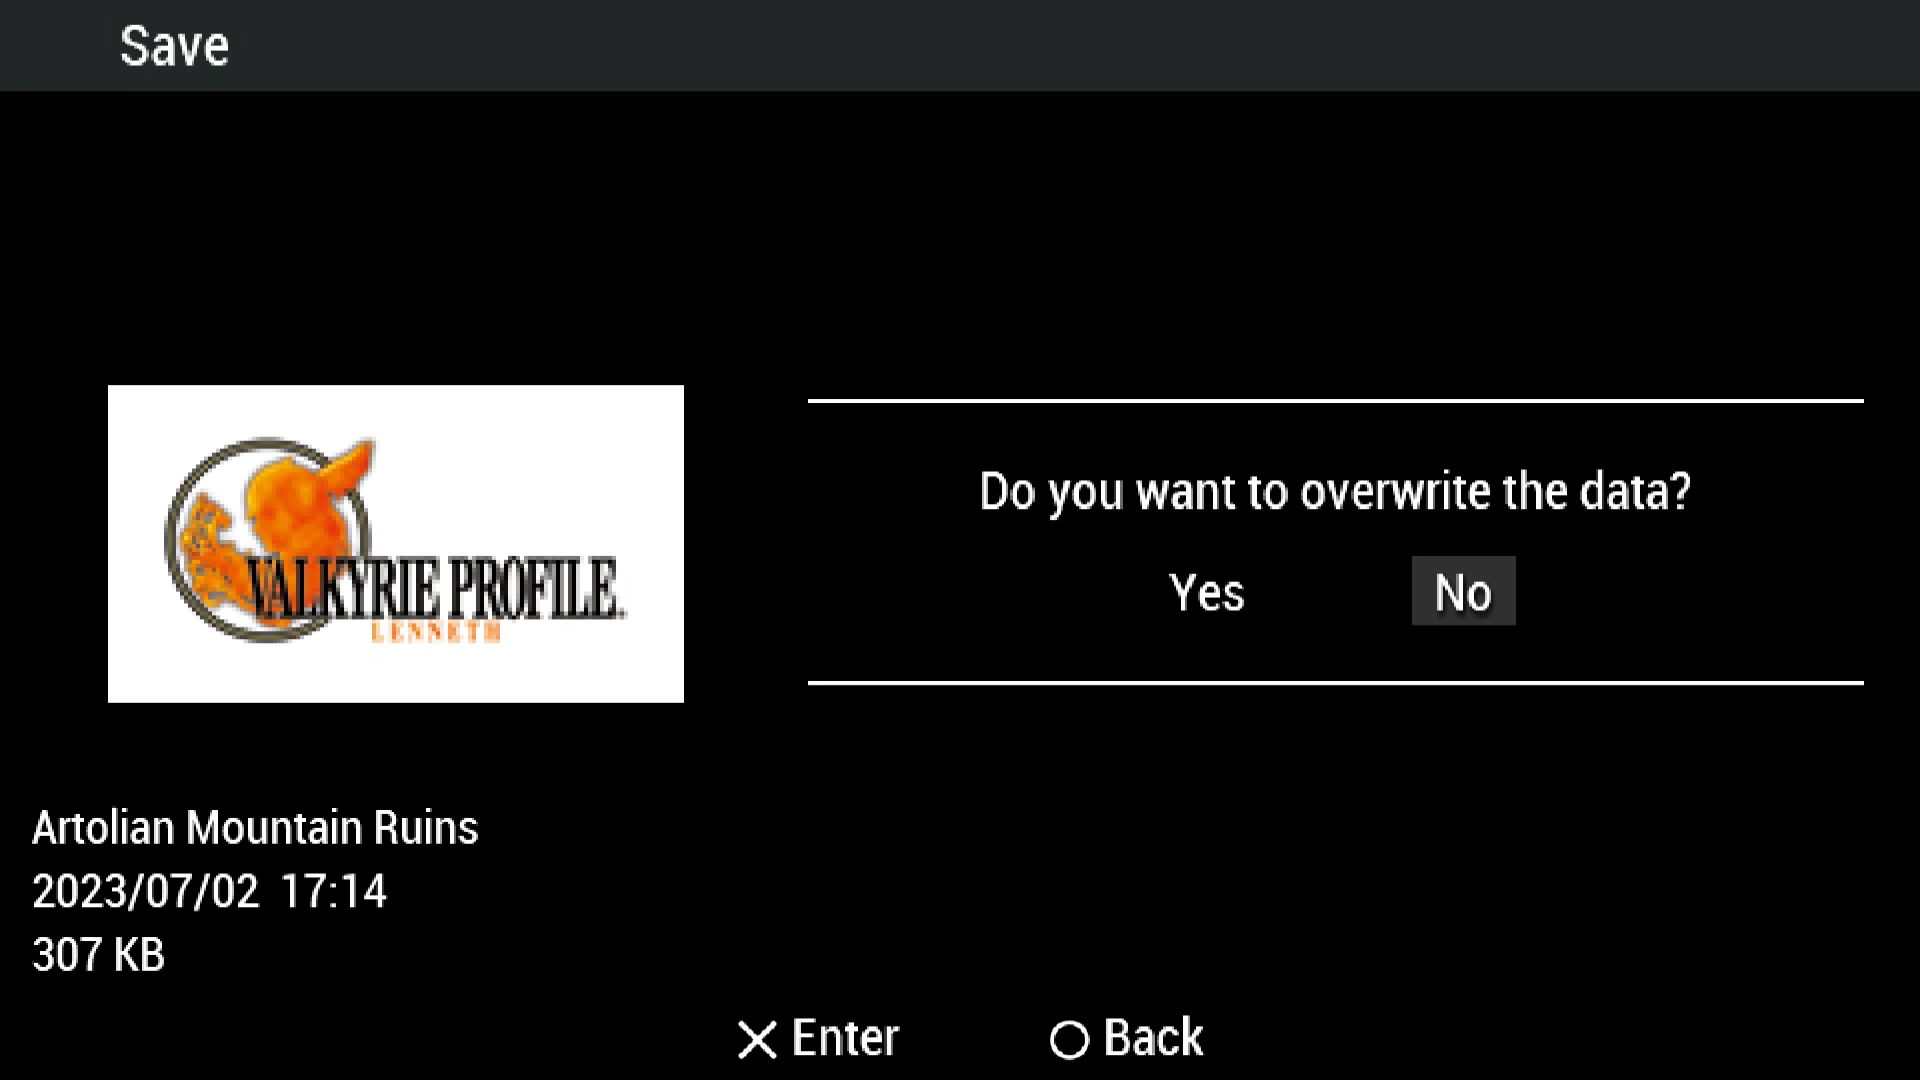 Save
VALKYRIE PROFILE.
LENNETH
Do you want to overwrite the data?
Yes No
Artolian Mountain Ruins
2023/07/02 17:14
307 KB
Enter Back